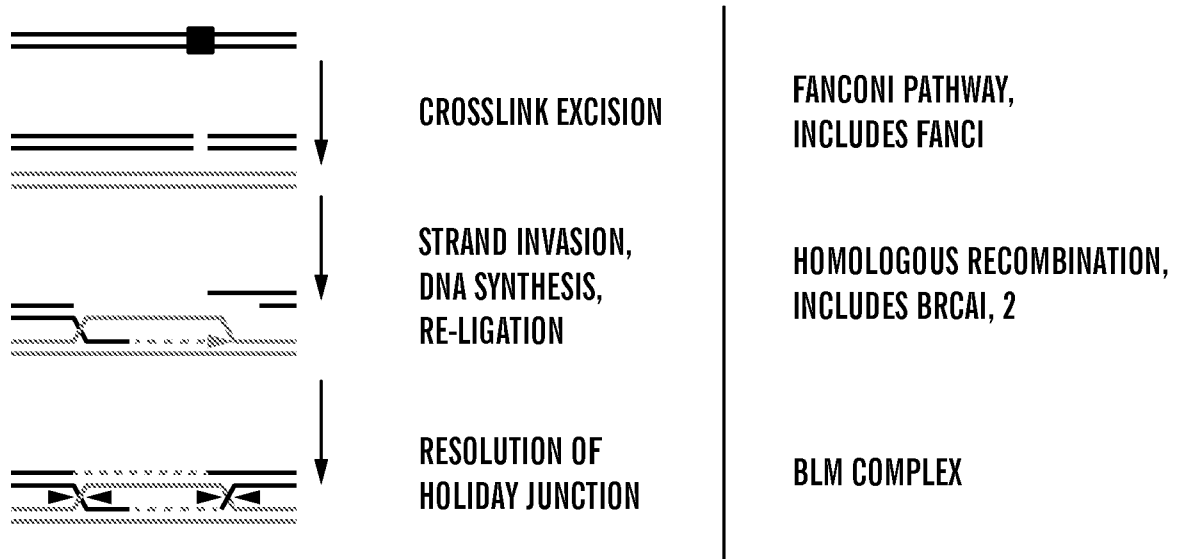 CROSSLINK EXCISION
FANCONI PATHWAY,
INCLUDES FANCI
STRAND INVASION,
DNA SYNTHESIS,
RE-LIGATION
HOMOLOGOUS RECOMBINATION,
INCLUDES BRCAI, 2
RESOLUTION OF
HOLIDAY JUNCTION
BLM COMPLEX